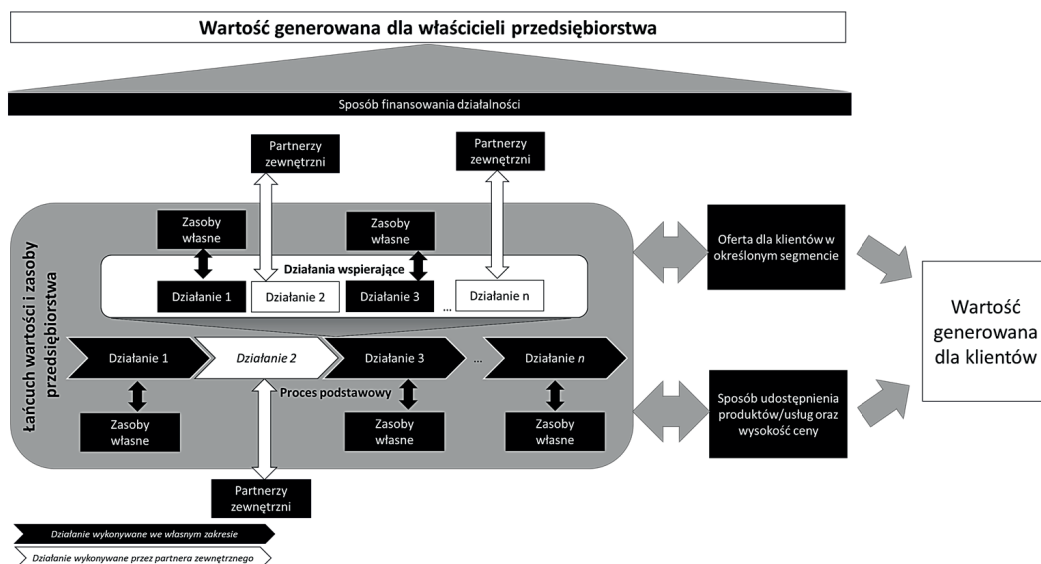 Wartość generowana dla właścicieli przedsiębiorstwa
Sposób finansowania działalności
Partnerzy
zewnętrzni
Partnerzy
zewnętrzni
Łańcuch wartości i zasoby
przedsiębiorstwa
Zasoby
własne
Zasoby
własne
Działania wspierające
Działanie 1
Działanie 2
Działanie 3
...
Działanie n
Działanie 1
Działanie 2
Działanie 3
...
Działanie n
Proces podstawowy
Zasoby
własne
Zasoby
własne
Zasoby
własne
Partnerzy
zewnętrzni
Oferta dla klientów w
określonym segmencie
Sposób udostępnienia
produktów/usług oraz
wysokość ceny
Wartość
generowana
dla klientów
Działanie wykonywane we własnym zakresie
Działanie wykonywane przez partnera zewnętrznego